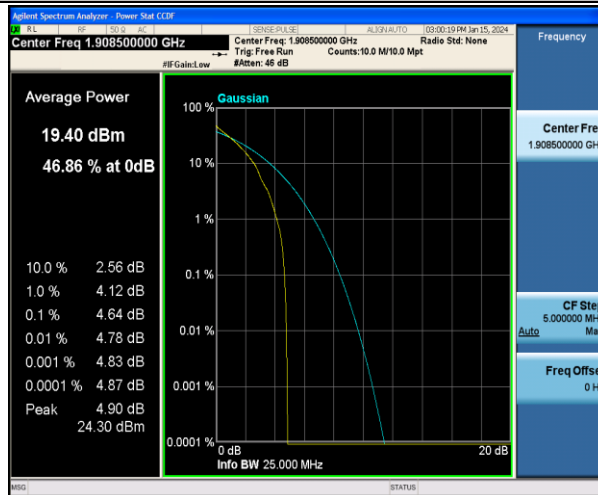 Agilent Spectrum Analyzer - Power Stat CCDF
RL RF 50 Ω AC SENSE:PULSE ALIGNAUTO 03:00:19 PM Jan 15, 2024
Center Freq 1.908500000 GHz
Center Freq: 1.908500000 GHz Radio Std: None
Trig: Free Run Counts:10.0 M/10.0 Mpt
#IFGain:Low #Atten: 46 dB
Frequency
Average Power
19.40 dBm
46.86 % at 0dB
10.0 % 2.56 dB
1.0 % 4.12 dB
0.1 % 4.64 dB
0.01 % 4.78 dB
0.001 % 4.83 dB
0.0001 % 4.87 dB
Peak 4.90 dB
24.30 dBm
Gaussian
100 %
10 %
1 %
0.1 %
0.01 %
0.001 %
0.0001 %
0 dB 20 dB
Info BW 25.000 MHz
Center Fre
1.908500000 GH
CF Ste
5.000000 MH
Auto Ma
Freq Offse
0 H
MSG STATUS